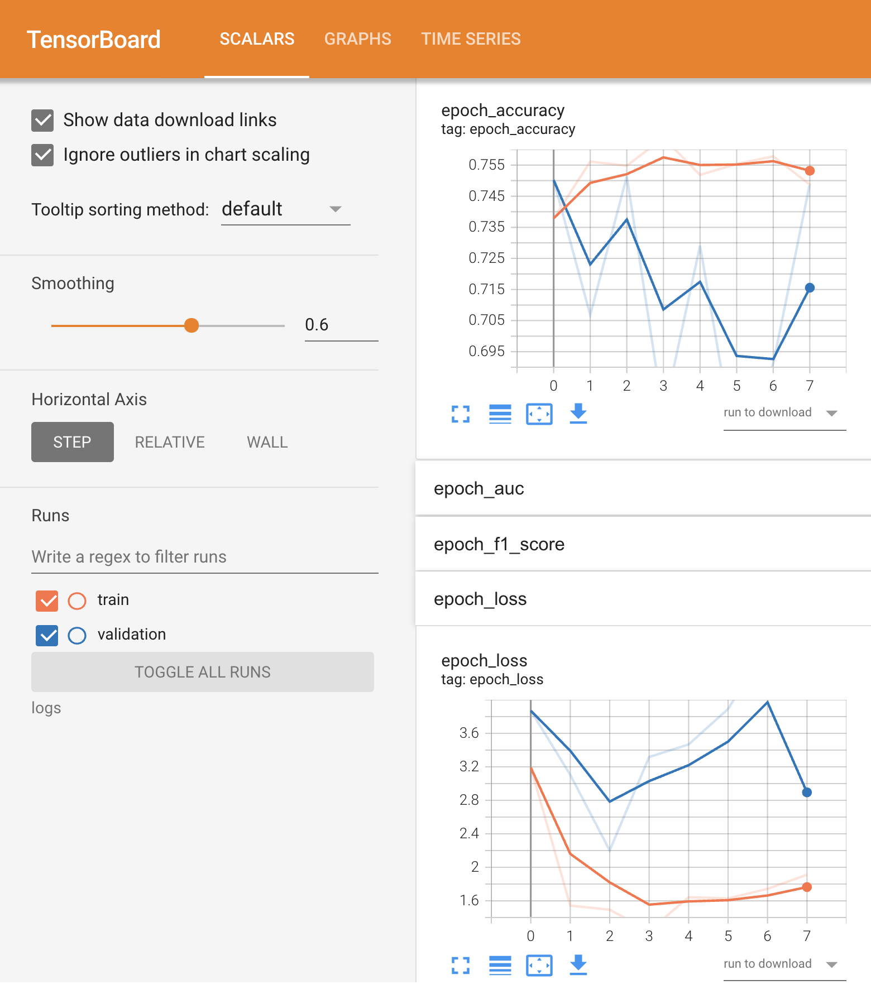 TensorBoard
SCALARS
GRAPHS
TIME SERIES
Show data download links
Ignore outliers in chart scaling
Tooltip sorting method: default
Smoothing
0.6
Horizontal Axis
STEP
RELATIVE
WALL
Runs
Write a regex to filter runs
train
validation
TOGGLE ALL RUNS
logs
epoch_accuracy
tag: epoch_accuracy
0.755
0.745
0.735
0.725
0.715
0.705
0.695
0 1 2 3 4 5 6 7
run to download
epoch_auc
epoch_f1_score
epoch_loss
epoch_loss
tag: epoch_loss
3.6
3.2
2.8
2.4
2
1.6
0 1 2 3 4 5 6 7
run to download